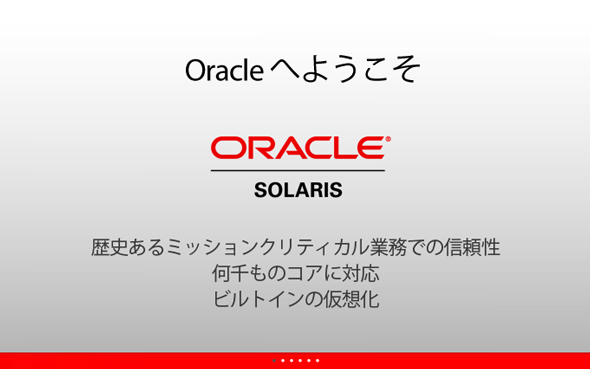 Oracle へようこそ
ORACLE®
SOLARIS
歴史あるミッションクリティカル業務での信頼性
何千ものコアに対応
ビルトインの仮想化